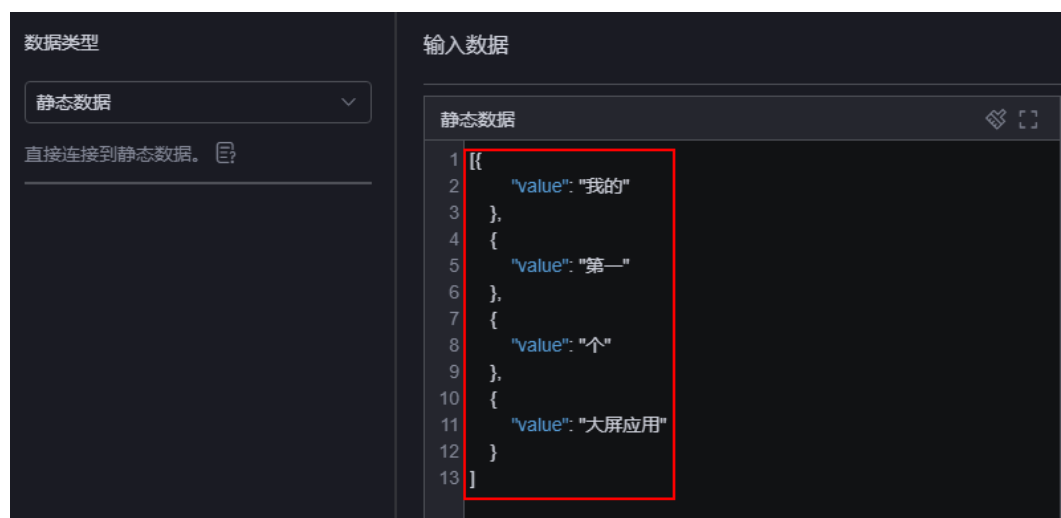 数据类型
静态数据
直接连接到静态数据。
输入数据
静态数据
1 [{
2 "value": "我的"
3 },
4 {
5 "value": "第一"
6 },
7 {
8 "value": "个"
9 },
10 {
11 "value": "大屏应用"
12 }
13 ]